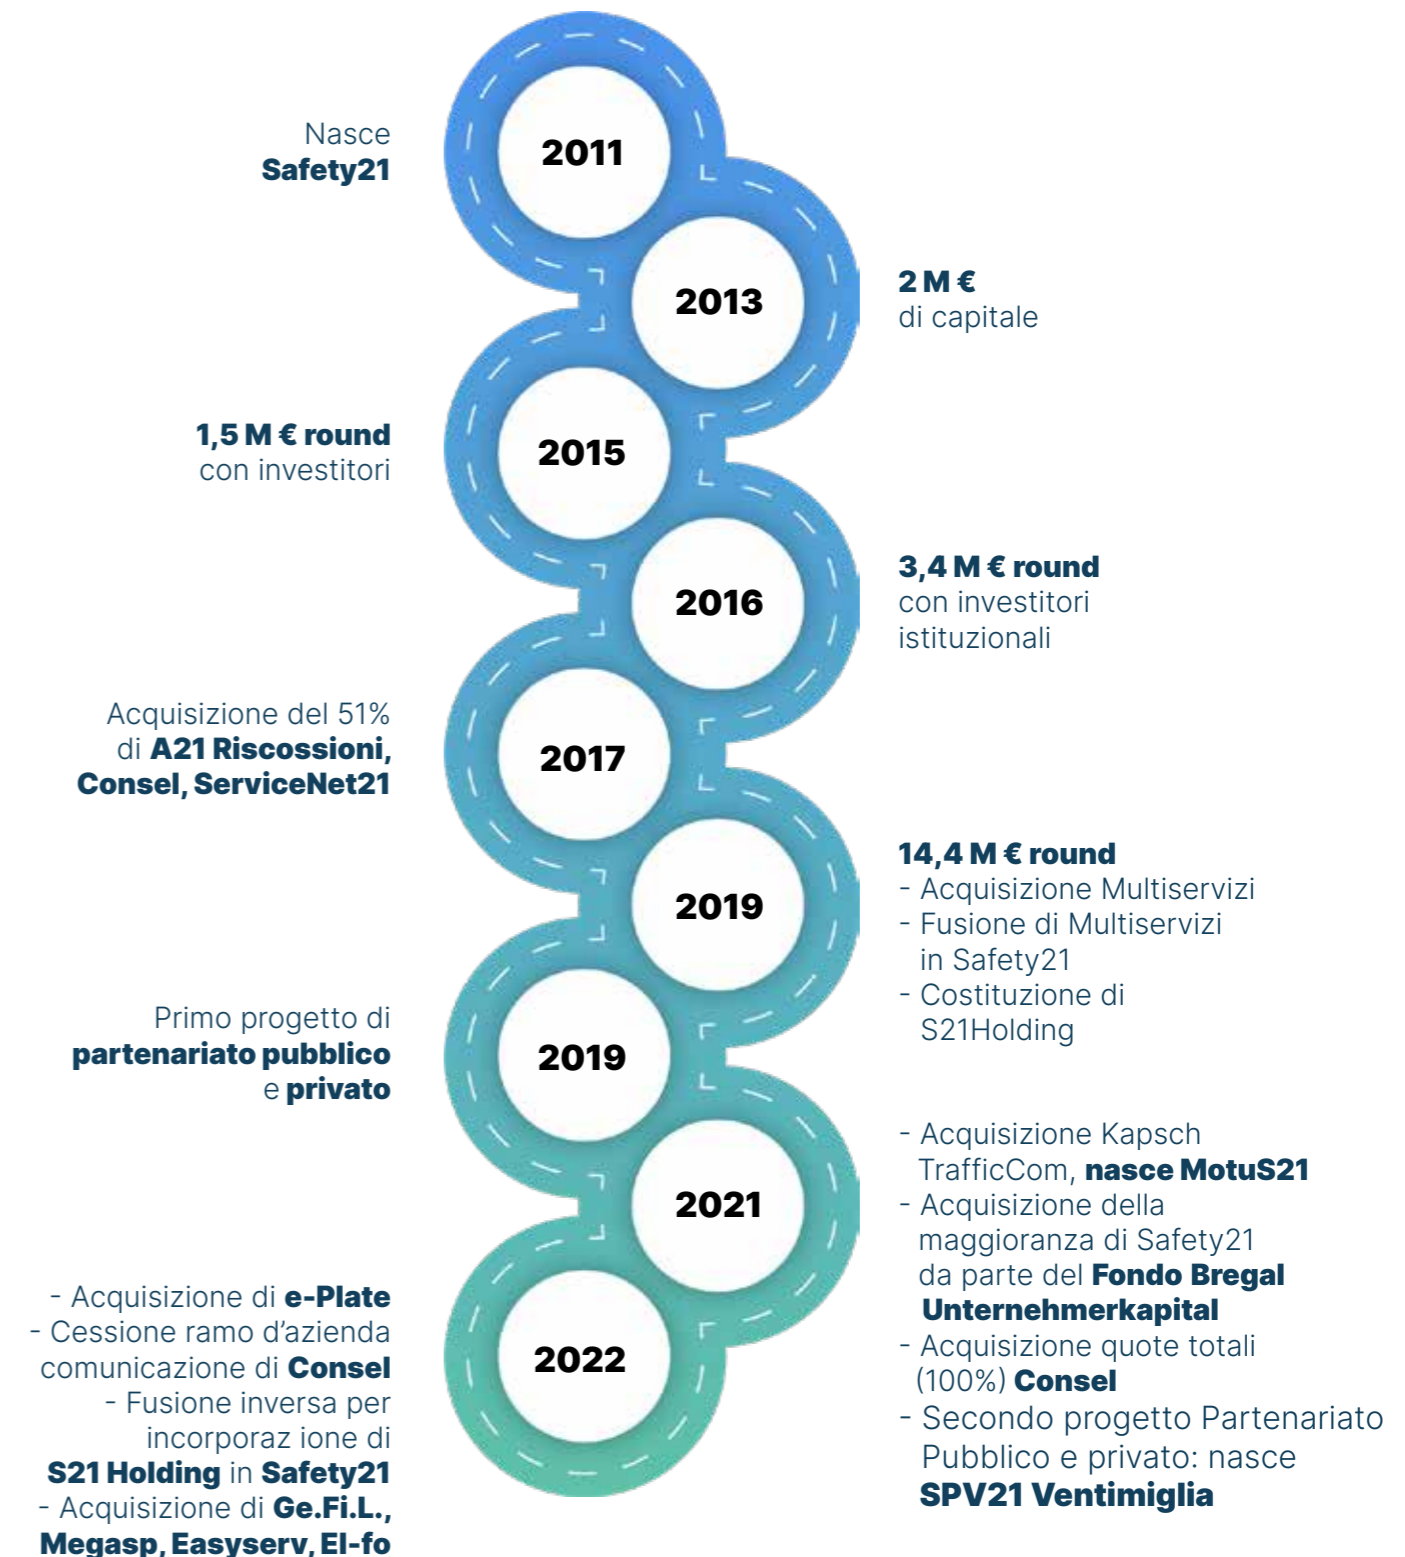 2011
Nasce
Safety21
2013
2 M €
di capitale
2015
1,5 M € round
con investitori
2016
3,4 M € round
con investitori
istituzionali
2017
Acquisizione del 51%
di A21 Riscossioni,
Consel, ServiceNet21
2019
14,4 M € round
- Acquisizione Multiservizi
- Fusione di Multiservizi
in Safety21
- Costituzione di
S21Holding
2019
Primo progetto di
partenariato pubblico
e privato
2021
- Acquisizione Kapsch
TrafficCom, nasce MotuS21
- Acquisizione della
maggioranza di Safety21
da parte del Fondo Bregal
Unternehmerkapital
- Acquisizione quote totali
(100%) Consel
- Secondo progetto Partenariato
Pubblico e privato: nasce
SPV21 Ventimiglia
2022
- Acquisizione di e-Plate
- Cessione ramo d’azienda
comunicazione di Consel
- Fusione inversa per
incorporaz ione di
S21 Holding in Safety21
- Acquisizione di Ge.Fi.L.,
Megasp, Easyserv, El-fo